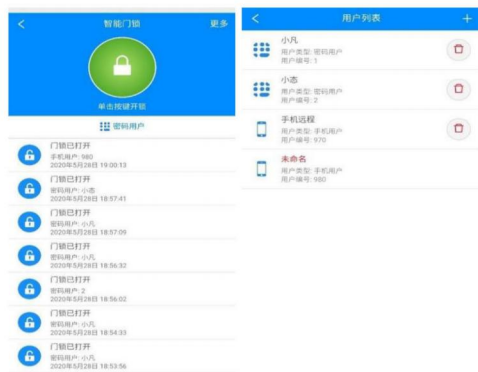 智能门锁
更多
单击按键开锁
密码用户
门锁已打开
手机用户: 980
2020年5月28日 19:00:13
门锁已打开
密码用户: 小态
2020年5月28日 18:57:41
门锁已打开
密码用户: 小凡
2020年5月28日 18:57:09
门锁已打开
密码用户: 小凡
2020年5月28日 18:56:32
门锁已打开
密码用户: 2
2020年5月28日 18:56:02
门锁已打开
密码用户: 小凡
2020年5月28日 18:54:33
门锁已打开
密码用户: 小凡
2020年5月28日 18:53:56
用户列表
小凡
用户类型: 密码用户
用户编号: 1
小态
用户类型: 密码用户
用户编号: 2
手机远程
用户类型: 手机用户
用户编号: 970
未命名
用户类型: 手机用户
用户编号: 980